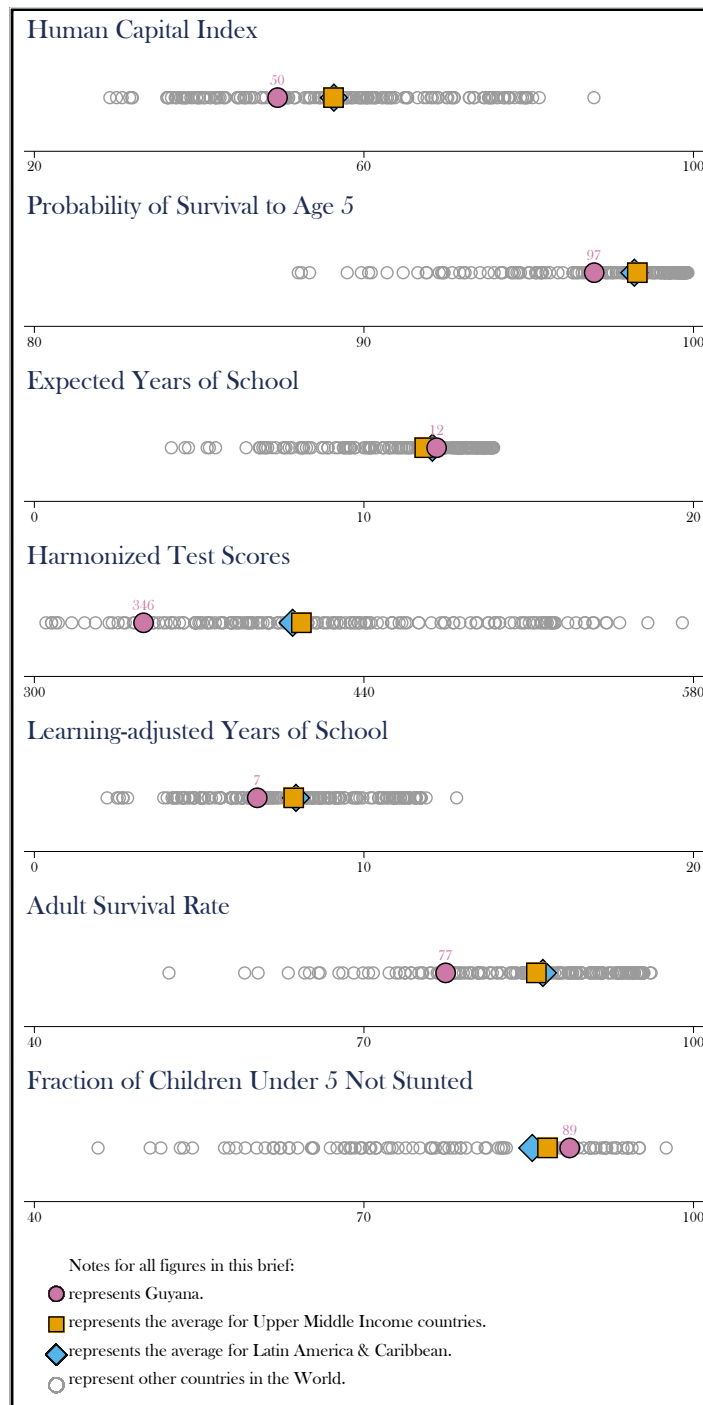 Human Capital Index
50
20 60 100
Probability of Survival to Age 5
97
80 90 100
Expected Years of School
12
0 10 20
Harmonized Test Scores
346
300 440 580
Learning-adjusted Years of School
7
0 10 20
Adult Survival Rate
77
40 70 100
Fraction of Children Under 5 Not Stunted
89
40 70 100
Notes for all figures in this brief:
represents Guyana.
represents the average for Upper Middle Income countries.
represents the average for Latin America & Caribbean.
represent other countries in the World.